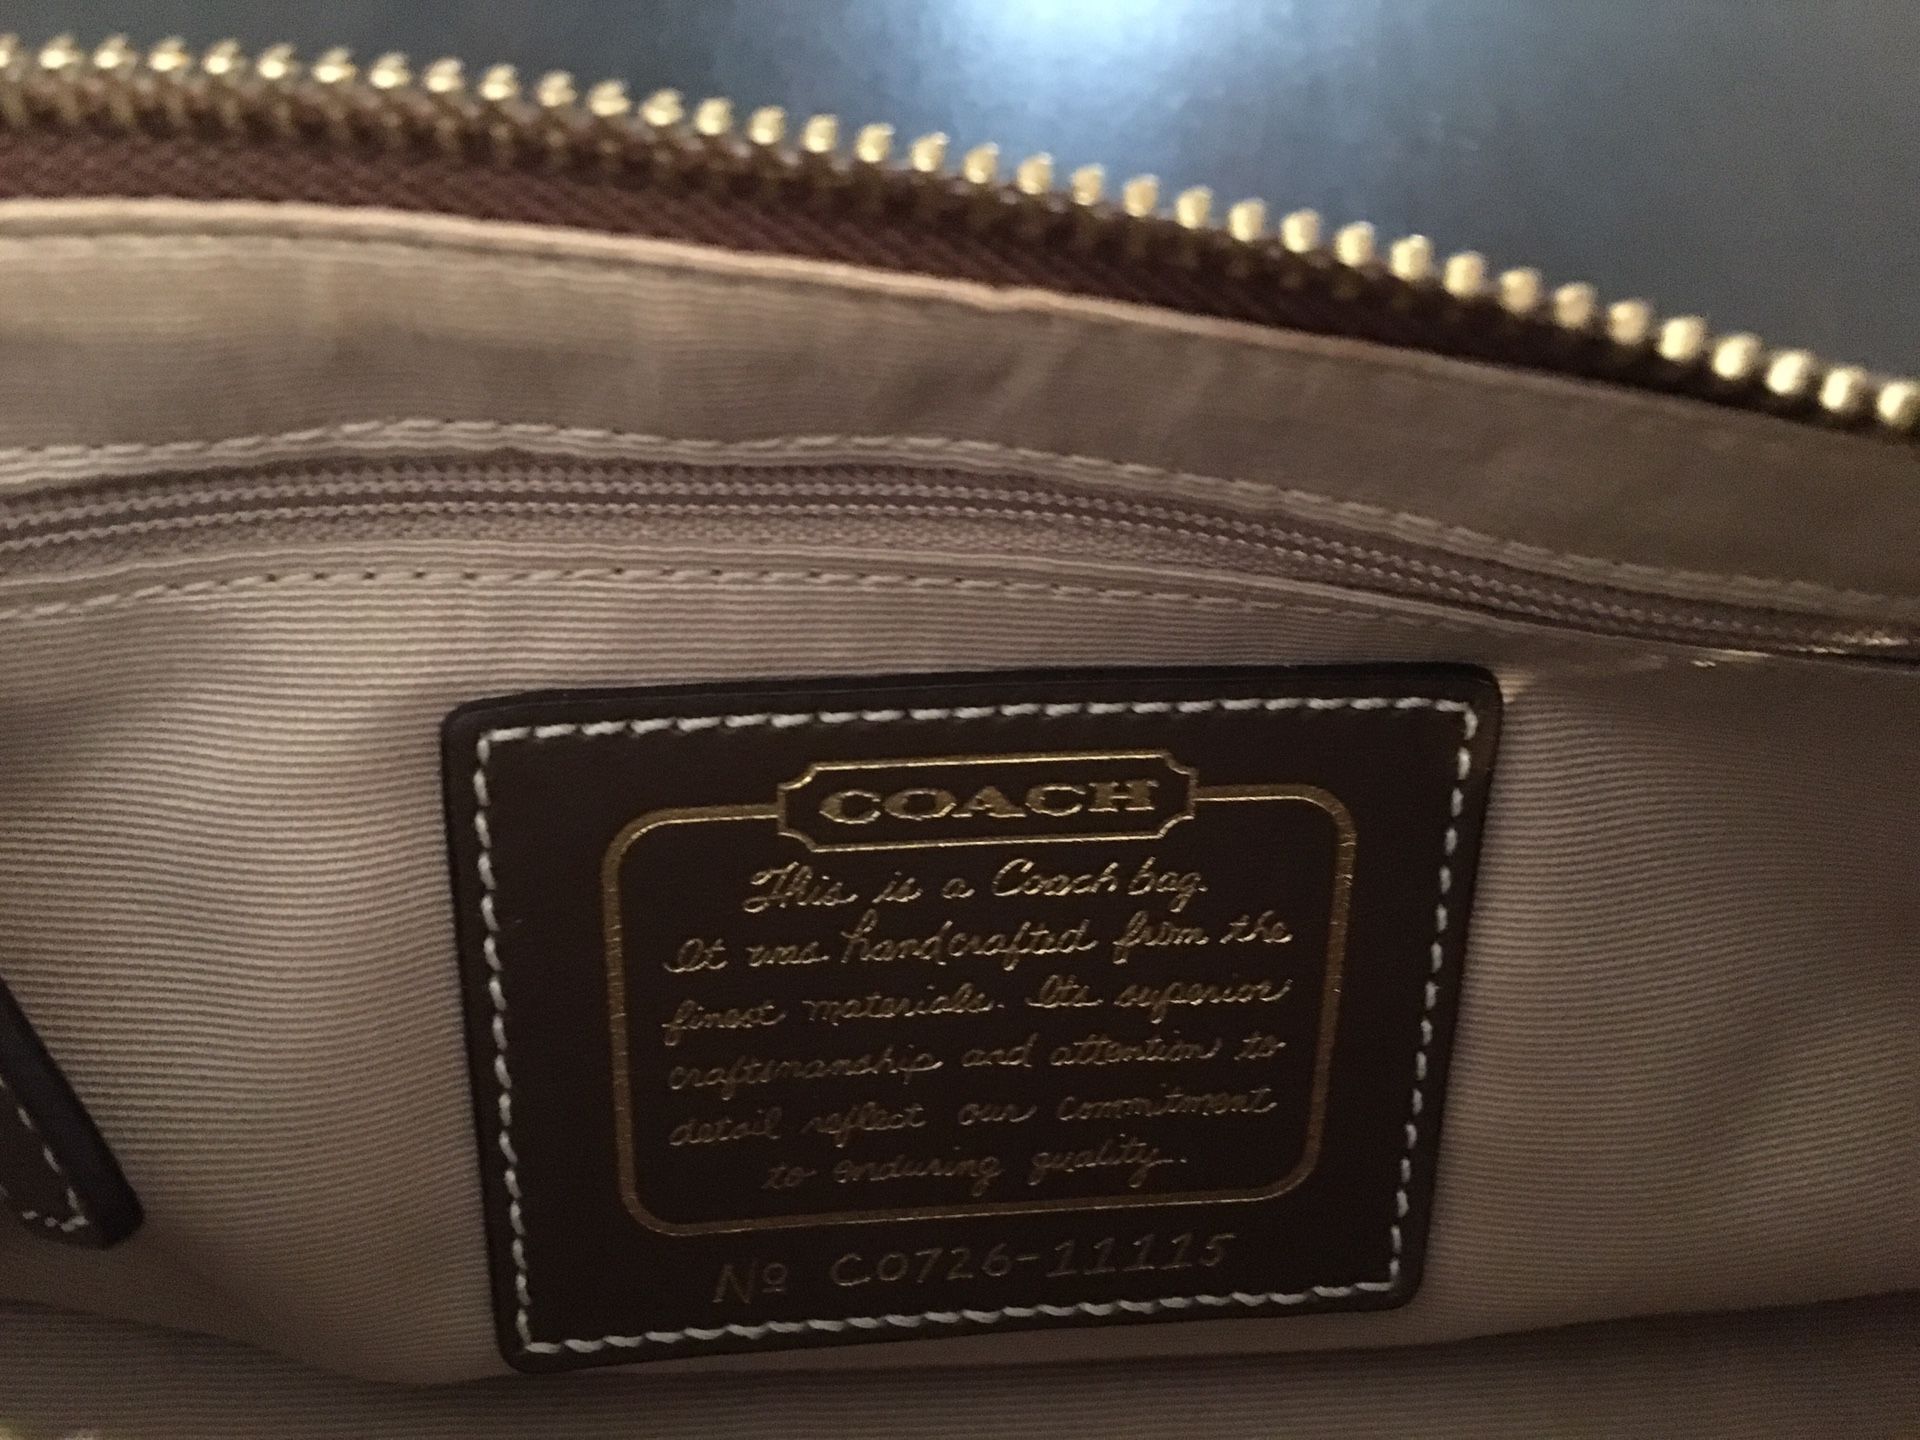 COACH
This is a Coach bag.
It was handcrafted from the
finest materials. Its superior
craftsmanship and attention to
detail reflect our commitment
to enduring quality.
Nº C0726-11115